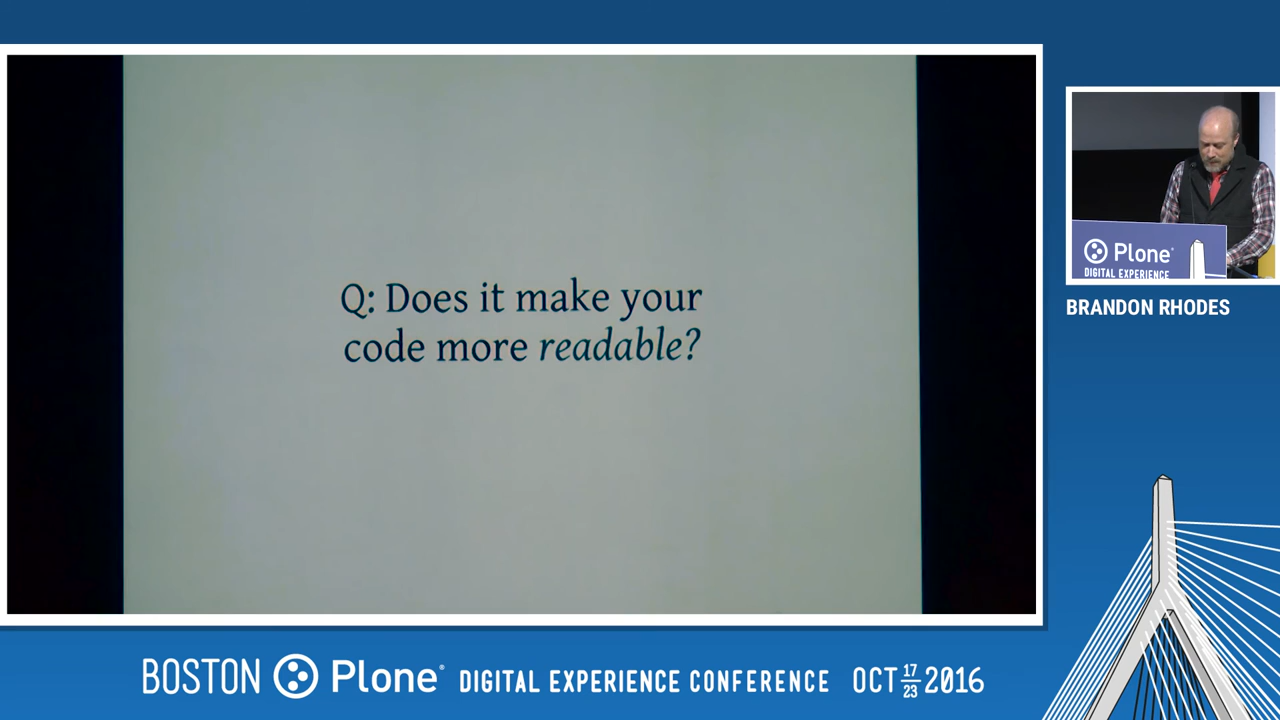 Q: Does it make your
code more readable?
Plone
DIGITAL EXPERIENCE
BRANDON RHODES
BOSTON Plone® DIGITAL EXPERIENCE CONFERENCE OCT 17 23 2016